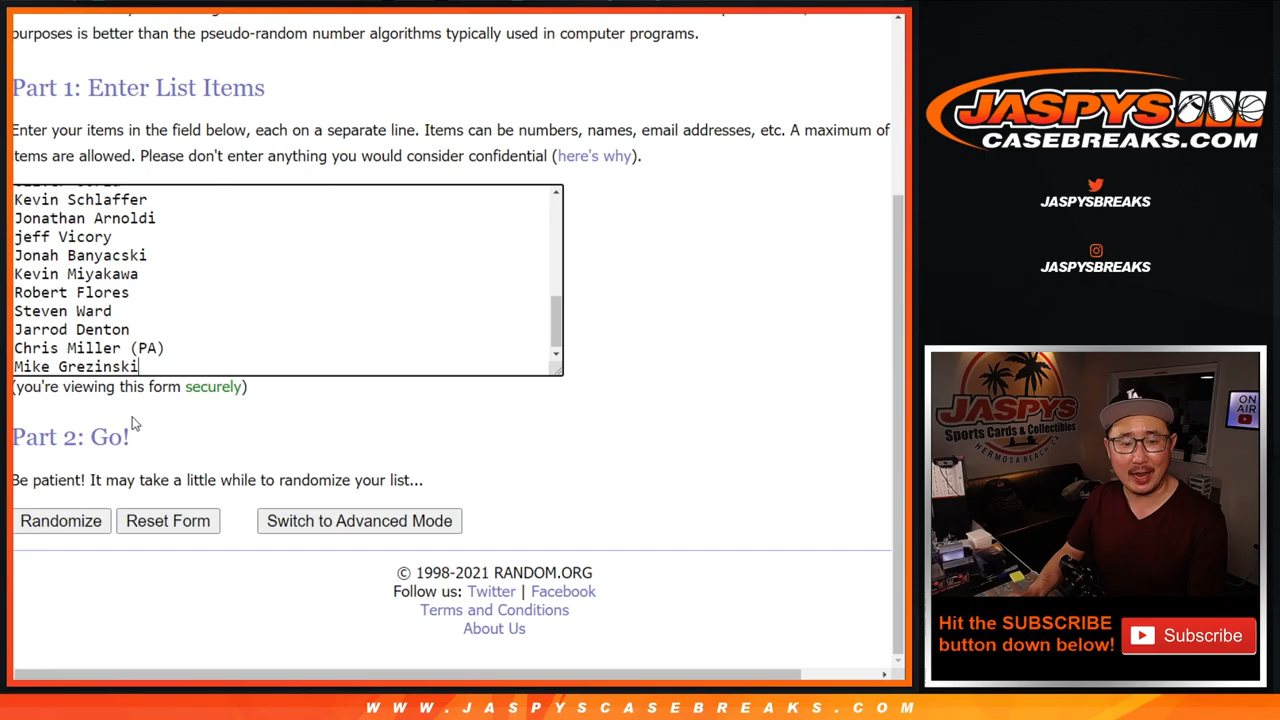 purposes is better than the pseudo-random number algorithms typically used in computer programs.
Part 1: Enter List Items
Enter your items in the field below, each on a separate line. Items can be numbers, names, email addresses, etc. A maximum of
items are allowed. Please don't enter anything you would consider confidential (here's why).
Kevin Schlaffer
Jonathan Arnoldi
jeff Vicory
Jonah Banyacski
Kevin Miyakawa
Robert Flores
Steven Ward
Jarrod Denton
Chris Miller (PA)
Mike Grezinski
(you're viewing this form securely)
Part 2: Go!
Be patient! It may take a little while to randomize your list...
Randomize Reset Form Switch to Advanced Mode
© 1998-2021 RANDOM.ORG
Follow us: Twitter | Facebook
Terms and Conditions
About Us
JASPYS
CASEBREAKS.COM
JASPYSBREAKS
JASPYSBREAKS
JASPYS
Sports Cards & Collectibles
HERMOSA BEACH, CA
ON
AIR
Hit the SUBSCRIBE
button down below!
Subscribe
WWW.JASPYSCASEBREAKS.COM